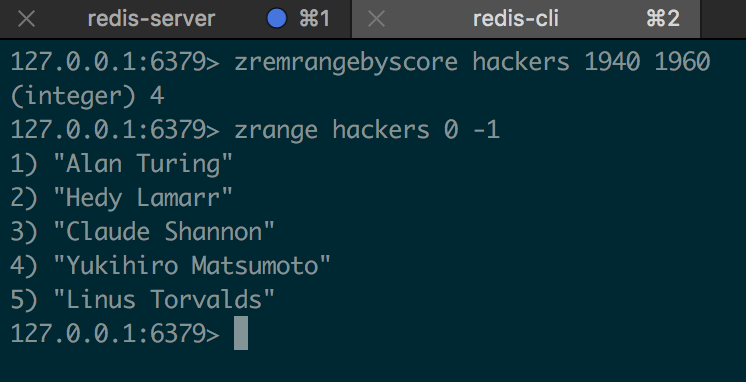 redis-server ⌘1 redis-cli ⌘2
127.0.0.1:6379> zremrangebyscore hackers 1940 1960
(integer) 4
127.0.0.1:6379> zrange hackers 0 -1
1) "Alan Turing"
2) "Hedy Lamarr"
3) "Claude Shannon"
4) "Yukihiro Matsumoto"
5) "Linus Torvalds"
127.0.0.1:6379>